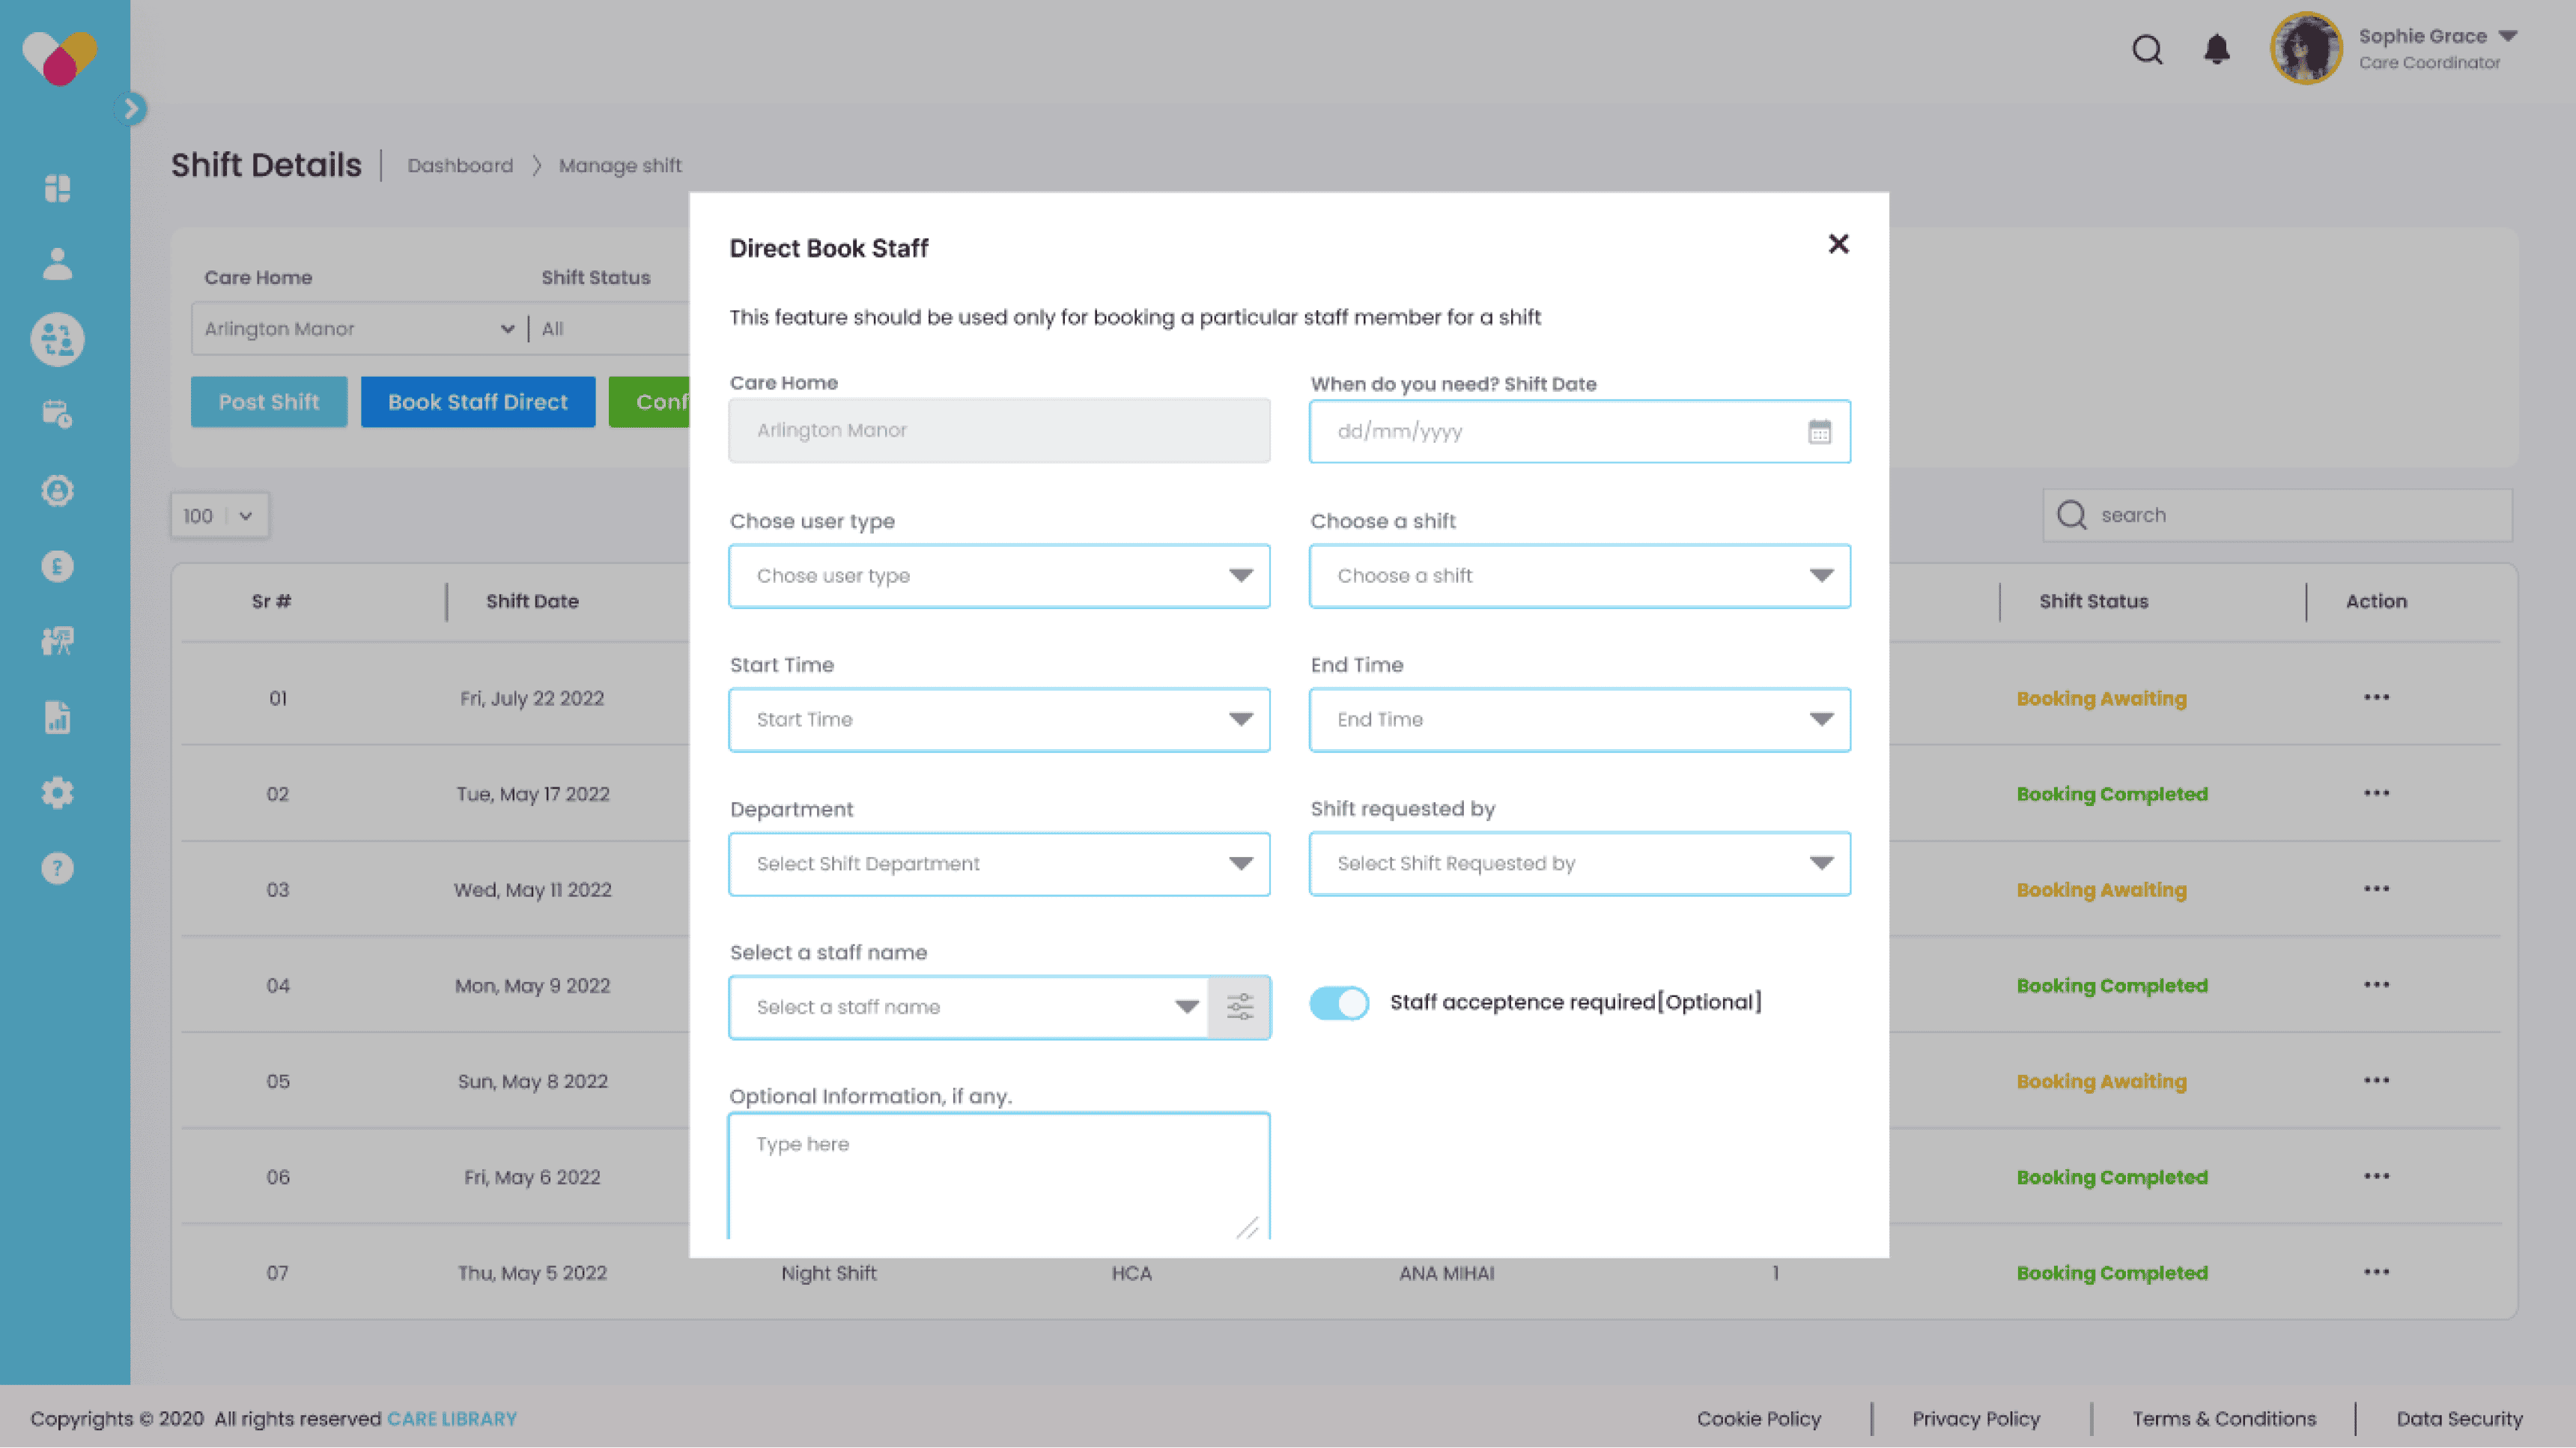 Sophie Grace
Care Coordinator
Shift Details
Dashboard
Manage shift
Care Home
Shift Status
Arlington Manor
All
Post Shift
Book Staff Direct
Conf
100
search
Sr #
Shift Date
Shift Status
Action
01
Fri, July 22 2022
Booking Awaiting
02
Tue, May 17 2022
Booking Completed
03
Wed, May 11 2022
Booking Awaiting
04
Mon, May 9 2022
Booking Completed
05
Sun, May 8 2022
Booking Awaiting
06
Fri, May 6 2022
Booking Completed
07
Thu, May 5 2022
Night Shift
HCA
ANA MIHAI
1
Booking Completed
Direct Book Staff
This feature should be used only for booking a particular staff member for a shift
Care Home
Arlington Manor
When do you need? Shift Date
dd/mm/yyyy
Chose user type
Chose user type
Choose a shift
Choose a shift
Start Time
Start Time
End Time
End Time
Department
Select Shift Department
Shift requested by
Select Shift Requested by
Select a staff name
Select a staff name
Staff acceptence required[Optional]
Optional Information, if any.
Type here
Copyrights © 2020 All rights reserved CARE LIBRARY
Cookie Policy
Privacy Policy
Terms & Conditions
Data Security